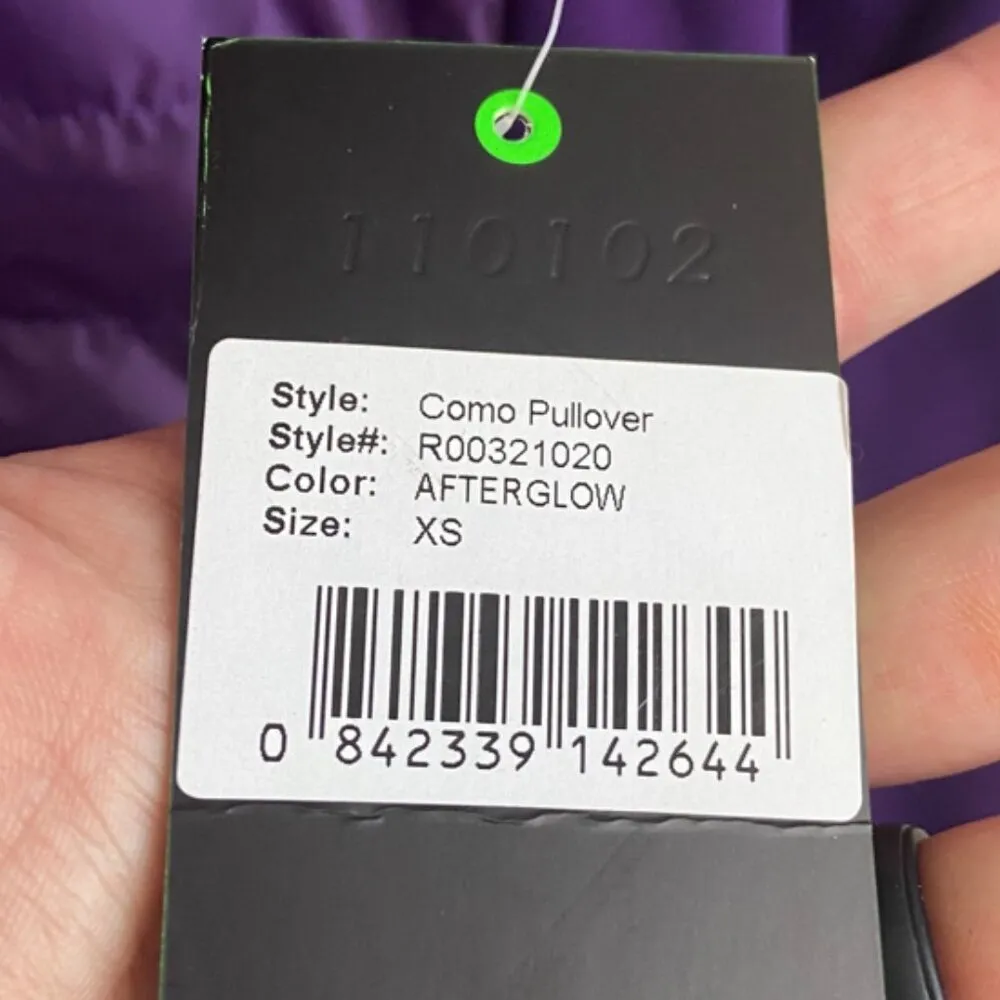 110102
Style: Como Pullover
Style#: R00321020
Color: AFTERGLOW
Size: XS
0 842339 142644